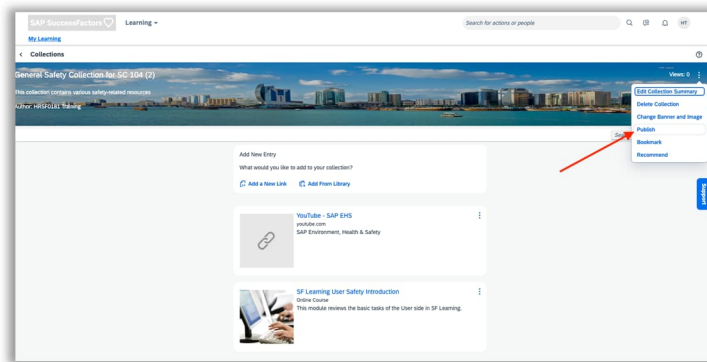 SAP SuccessFactors
Learning
Search for actions or people
HT
My Learning
Collections
General Safety Collection for SC 104 (2)
Views: 0
This collection contains various safety-related resources
Author: HRSF0181 Training
Edit Collection Summary
Delete Collection
Change Banner and Image
Publish
Bookmark
Recommend
Add New Entry
What would you like to add to your collection?
Add a New Link
Add From Library
Support
YouTube - SAP EHS
youtube.com
SAP Environment, Health & Safety
SF Learning User Safety Introduction
Online Course
This module reviews the basic tasks of the User side in SF Learning.